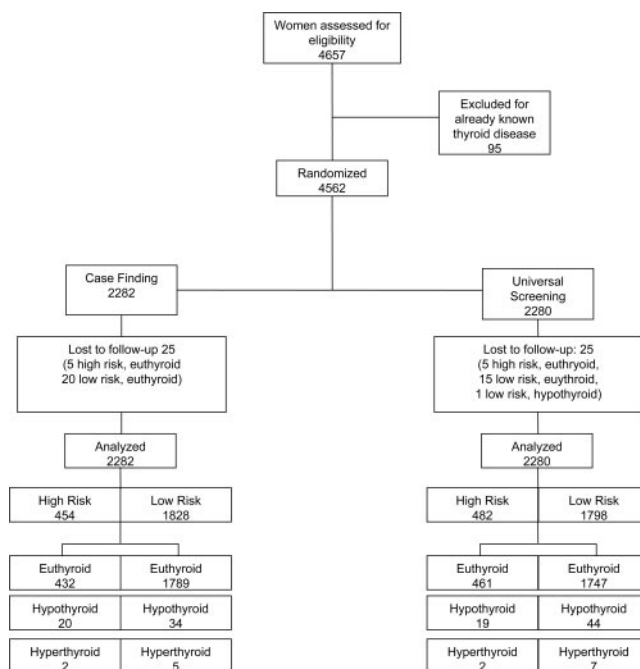 Women assessed for
eligibility
4657
Excluded for
already known
thyroid disease
95
Randomized
4562
Case Finding
2282
Universal
Screening
2280
Lost to follow-up 25
(5 high risk, euthyroid
20 low risk, euthyroid)
Lost to follow-up: 25
(5 high risk, euthryoid,
15 low risk, euythroid,
1 low risk, hypothyroid)
Analyzed
2282
Analyzed
2280
High Risk
454
Low Risk
1828
High Risk
482
Low Risk
1798
Euthyroid
432
Euthyroid
1789
Euthyroid
461
Euthyroid
1747
Hypothyroid
20
Hypothyroid
34
Hypothyroid
19
Hypothyroid
44
Hyperthyroid
2
Hyperthyroid
5
Hyperthyroid
2
Hyperthyroid
7